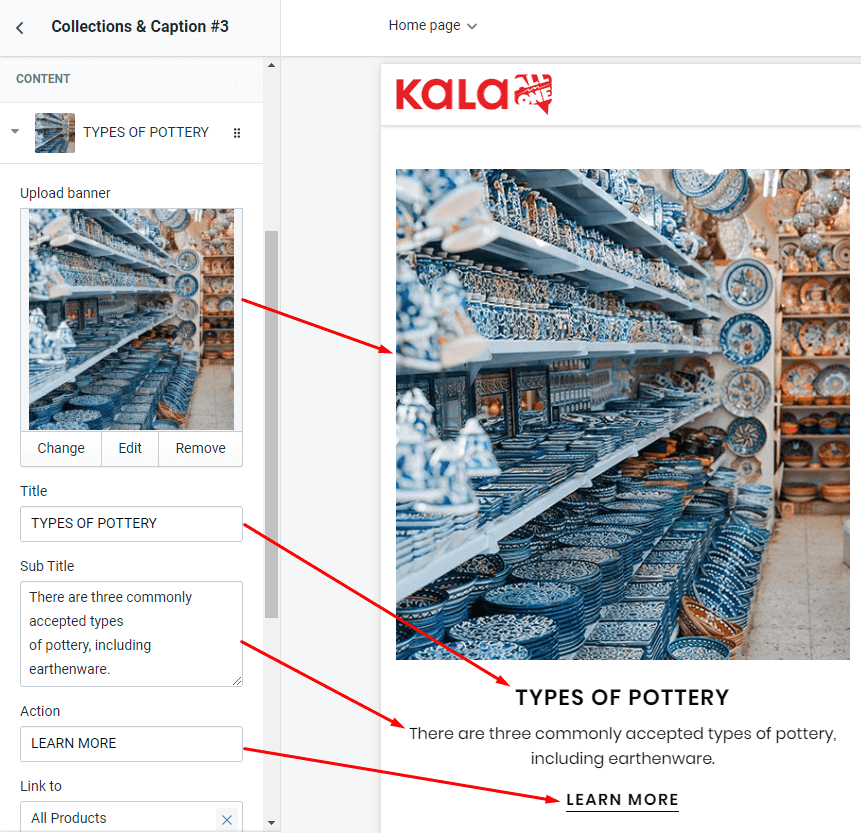 Collections & Caption #3
Home page
CONTENT
TYPES OF POTTERY
Upload banner
Change
Edit
Remove
Title
TYPES OF POTTERY
Sub Title
There are three commonly
accepted types
of pottery, including
earthenware.
Action
LEARN MORE
Link to
All Products
KALA ALL
ONE
TYPES OF POTTERY
There are three commonly accepted types of pottery,
including earthenware.
LEARN MORE